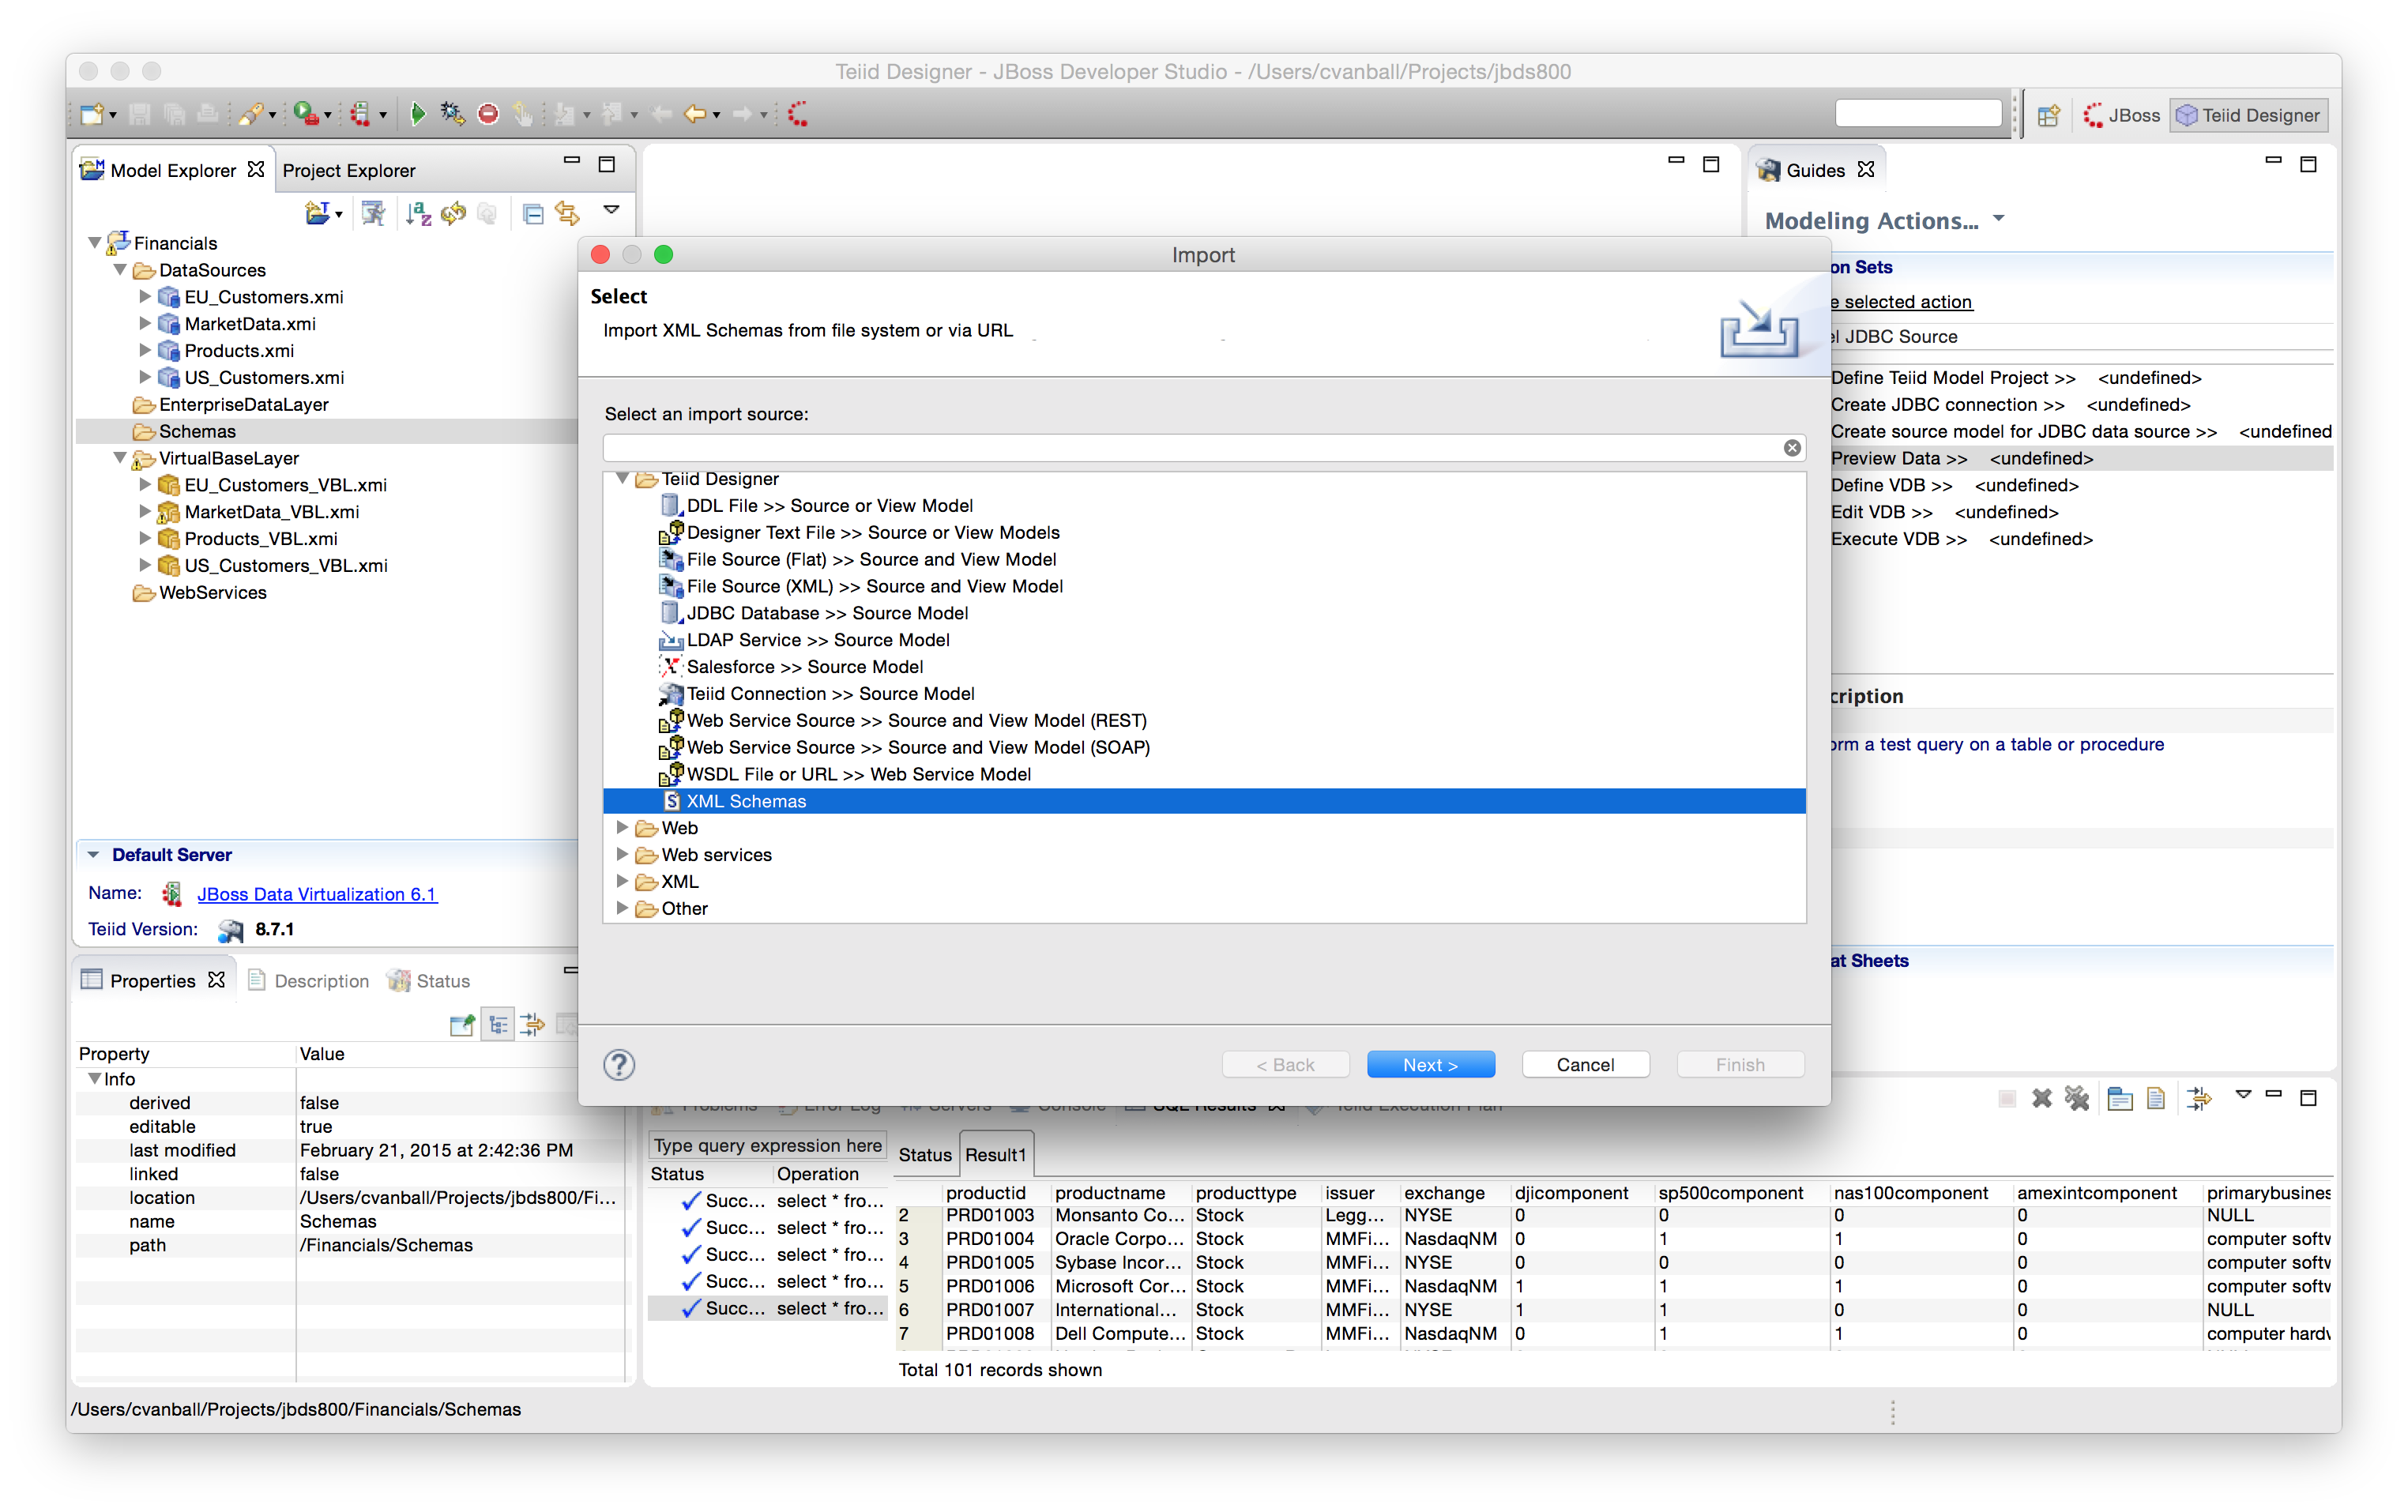 Teiid Designer - JBoss Developer Studio - /Users/cvanball/Projects/jbds800
JBoss
Teiid Designer
Model Explorer
Project Explorer
Financials
DataSources
EU_Customers.xmi
MarketData.xmi
Products.xmi
US_Customers.xmi
EnterpriseDataLayer
Schemas
VirtualBaseLayer
EU_Customers_VBL.xmi
MarketData_VBL.xmi
Products_VBL.xmi
US_Customers_VBL.xmi
WebServices
Default Server
Name: JBoss Data Virtualization 6.1
Teiid Version: 8.7.1
Guides
Modeling Actions...
on Sets
e selected action
el JDBC Source
Define Teiid Model Project >> <undefined>
Create JDBC connection >> <undefined>
Create source model for JDBC data source >> <undefined
Preview Data >> <undefined>
Define VDB >> <undefined>
Edit VDB >> <undefined>
Execute VDB >> <undefined>
cription
orm a test query on a table or procedure
at Sheets
Import
Select
Import XML Schemas from file system or via URL
Select an import source:
Teiid Designer
DDL File >> Source or View Model
Designer Text File >> Source or View Models
File Source (Flat) >> Source and View Model
File Source (XML) >> Source and View Model
JDBC Database >> Source Model
LDAP Service >> Source Model
Salesforce >> Source Model
Teiid Connection >> Source Model
Web Service Source >> Source and View Model (REST)
Web Service Source >> Source and View Model (SOAP)
WSDL File or URL >> Web Service Model
XML Schemas
Web
Web services
XML
Other
< Back
Next >
Cancel
Finish
Properties
Description
Status
Property Value
Info
derived false
editable true
last modified February 21, 2015 at 2:42:36 PM
linked false
location /Users/cvanball/Projects/jbds800/Fi...
name Schemas
path /Financials/Schemas
Problems
Error Log
Servers
Console
SQL Results
Teiid Execution Plan
Type query expression here
Status Operation
Succ... select * fro...
Succ... select * fro...
Succ... select * fro...
Succ... select * fro...
Succ... select * fro...
Status
Result1
productid productname producttype issuer exchange djicomponent sp500component nas100component amexintcomponent primarybusines
2 PRD01003 Monsanto Co... Stock Legg... NYSE 0 0 0 0 NULL
3 PRD01004 Oracle Corpo... Stock MMFi... NasdaqNM 0 1 1 0 computer softw
4 PRD01005 Sybase Incor... Stock MMFi... NYSE 0 0 0 0 computer softw
5 PRD01006 Microsoft Cor... Stock MMFi... NasdaqNM 1 1 1 0 computer softw
6 PRD01007 International... Stock MMFi... NYSE 1 1 0 0 NULL
7 PRD01008 Dell Compute... Stock MMFi... NasdaqNM 0 1 1 0 computer hardw
Total 101 records shown
/Users/cvanball/Projects/jbds800/Financials/Schemas